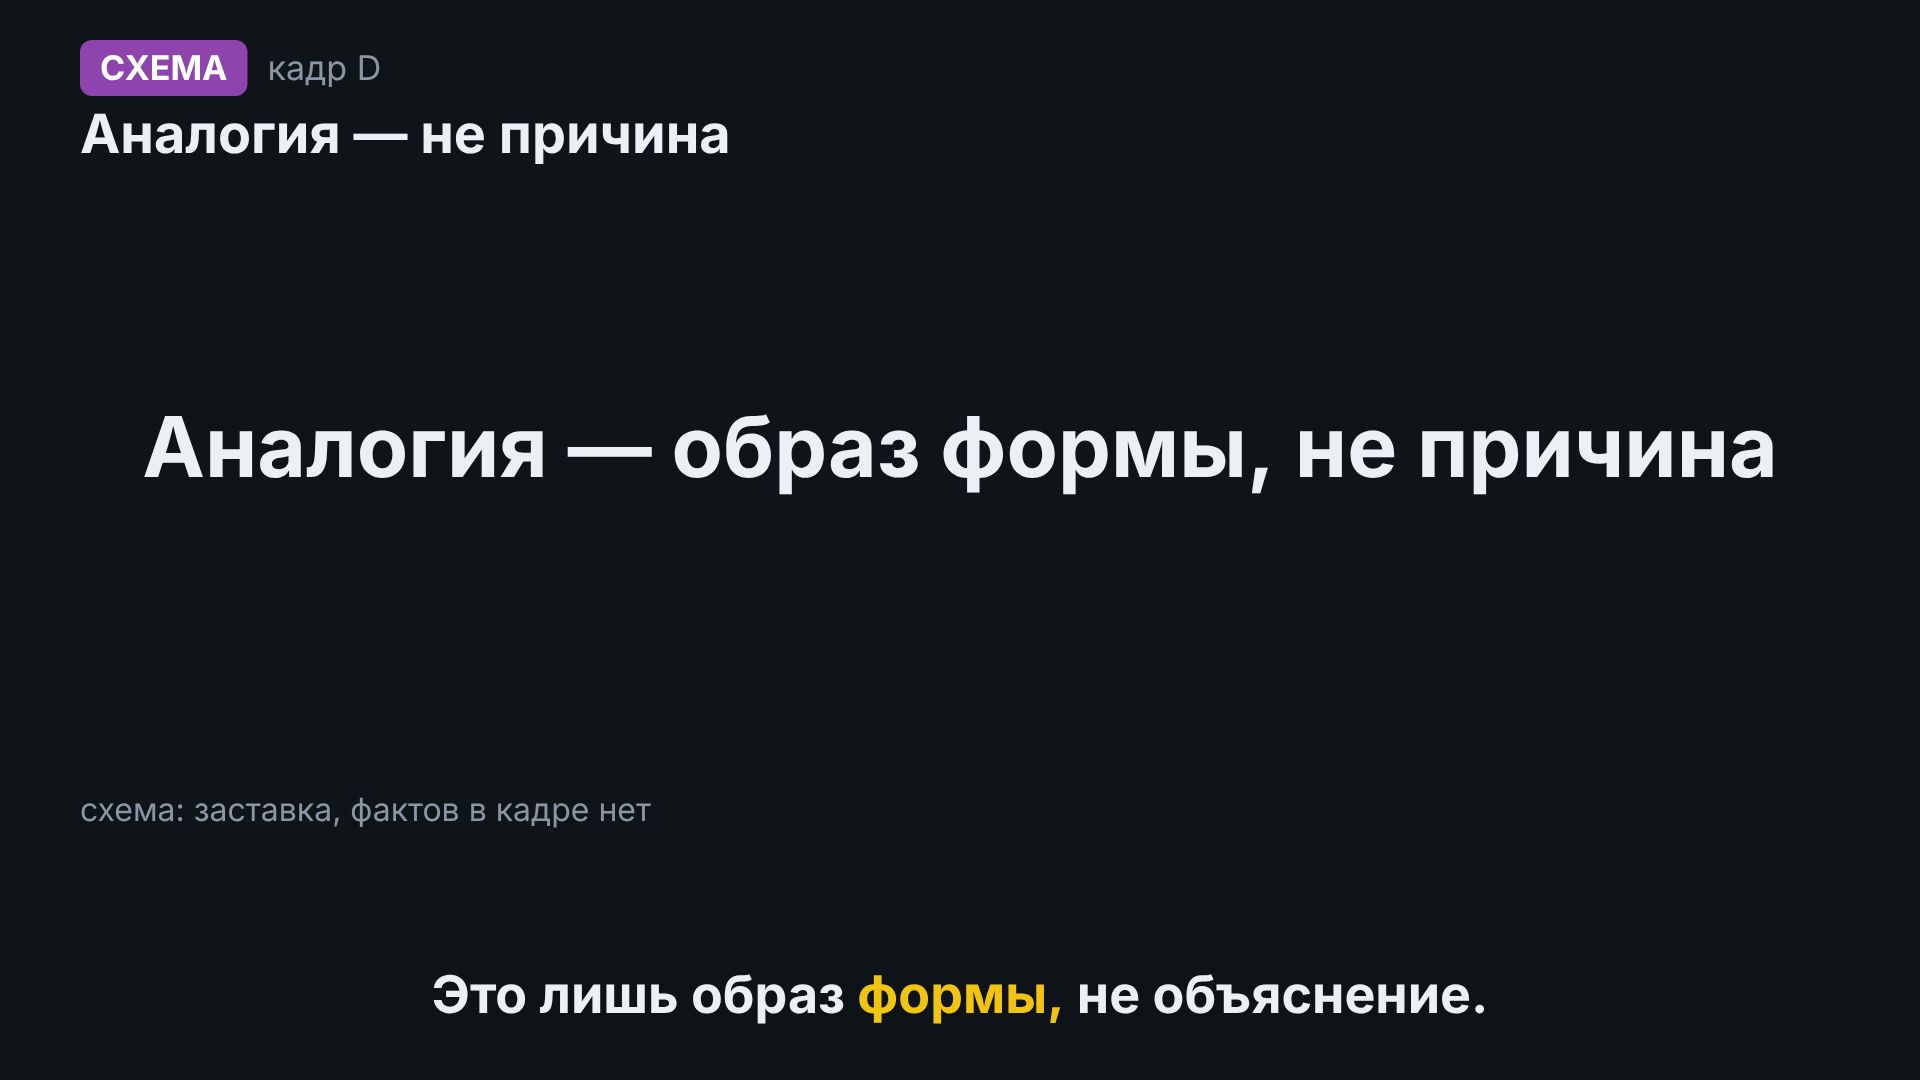 СХЕМА кадр D
Аналогия — не причина
Аналогия — образ формы, не причина
схема: заставка, фактов в кадре нет
Это лишь образ формы, не объяснение.